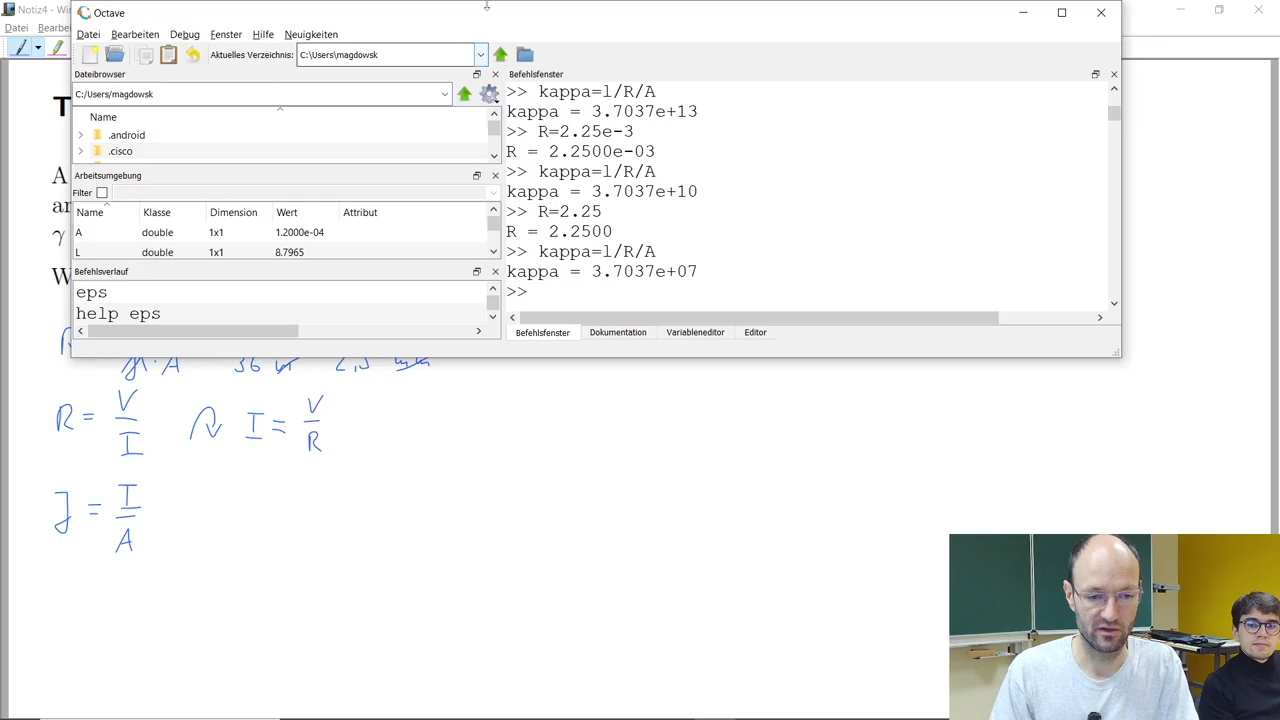 Notiz4 - Win
Octave
Datei Bearbe
Datei Bearbeiten Debug Fenster Hilfe Neuigkeiten
Aktuelles Verzeichnis: C:\Users\magdowsk
Dateibrowser
C:/Users/magdowsk
Name
.android
.cisco
Arbeitsumgebung
Filter
Name Klasse Dimension Wert Attribut
A double 1x1 1.2000e-04
L double 1x1 8.7965
Befehlsverlauf
eps
help eps
Befehlsfenster
>> kappa=l/R/A
kappa = 3.7037e+13
>> R=2.25e-3
R = 2.2500e-03
>> kappa=l/R/A
kappa = 3.7037e+10
>> R=2.25
R = 2.2500
>> kappa=l/R/A
kappa = 3.7037e+07
>>
Befehlsfenster Dokumentation Variableneditor Editor
T
A
ar
γ
W
R = V/I I = V/R
J = I/A